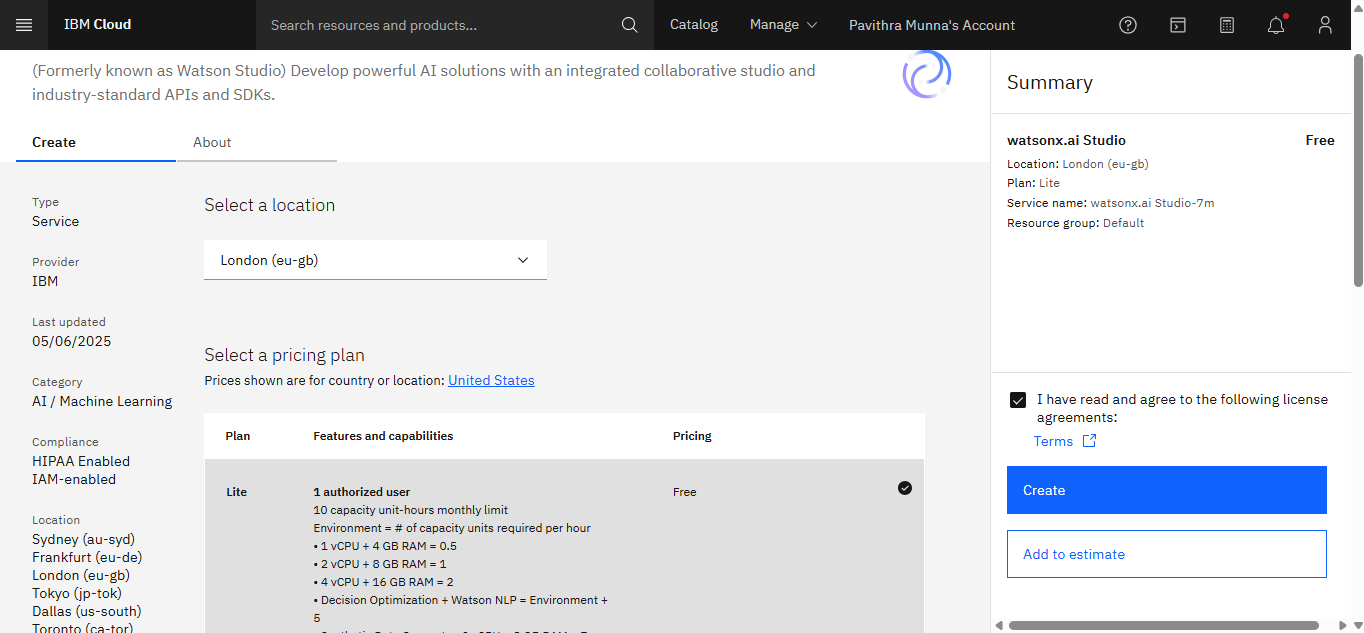 IBM Cloud
Search resources and products...
Catalog
Manage
Pavithra Munna's Account
(Formerly known as Watson Studio) Develop powerful AI solutions with an integrated collaborative studio and
industry-standard APIs and SDKs.
Create
About
Type
Service
Provider
IBM
Last updated
05/06/2025
Category
AI / Machine Learning
Compliance
HIPAA Enabled
IAM-enabled
Location
Sydney (au-syd)
Frankfurt (eu-de)
London (eu-gb)
Tokyo (jp-tok)
Dallas (us-south)
Toronto (ca-tor)
Select a location
London (eu-gb)
Select a pricing plan
Prices shown are for country or location: United States
Plan
Features and capabilities
Pricing
Lite
1 authorized user
10 capacity unit-hours monthly limit
Environment = # of capacity units required per hour
• 1 vCPU + 4 GB RAM = 0.5
• 2 vCPU + 8 GB RAM = 1
• 4 vCPU + 16 GB RAM = 2
• Decision Optimization + Watson NLP = Environment +
5
Free
Summary
watsonx.ai Studio
Free
Location: London (eu-gb)
Plan: Lite
Service name: watsonx.ai Studio-7m
Resource group: Default
I have read and agree to the following license
agreements:
Terms
Create
Add to estimate